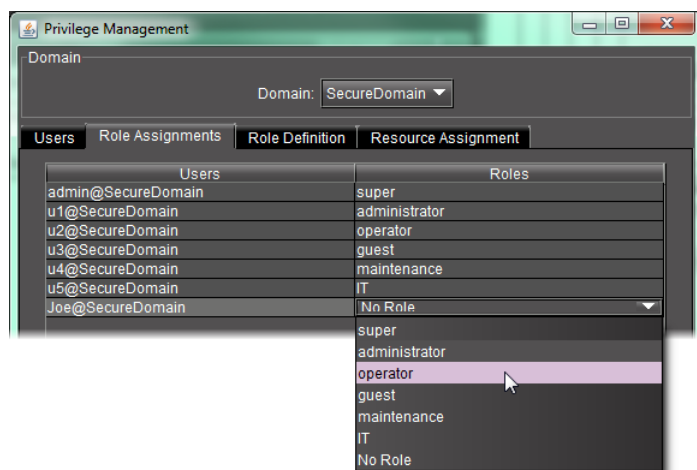 Privilege Management
Domain
Domain: SecureDomain
Users Role Assignments Role Definition Resource Assignment
Users Roles
admin@SecureDomain super
u1@SecureDomain administrator
u2@SecureDomain operator
u3@SecureDomain guest
u4@SecureDomain maintenance
u5@SecureDomain IT
Joe@SecureDomain No Role
super
administrator
operator
guest
maintenance
IT
No Role